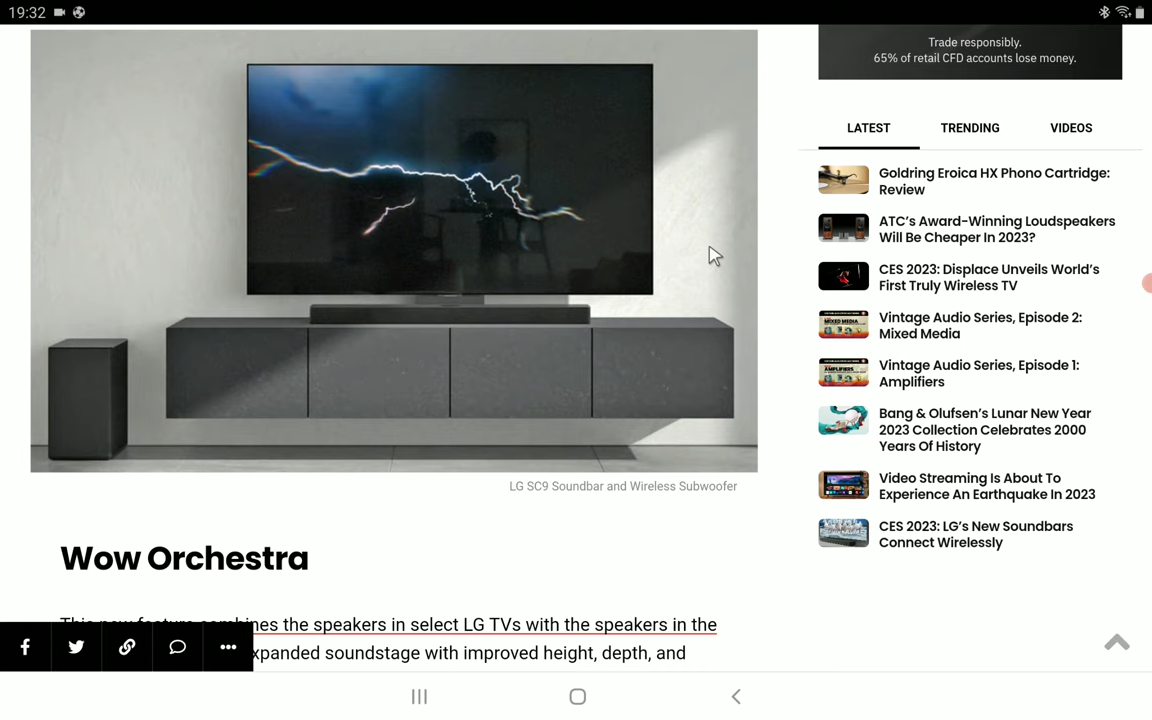 19:32
Trade responsibly.
65% of retail CFD accounts lose money.
LATEST
TRENDING
VIDEOS
Goldring Eroica HX Phono Cartridge:
Review
ATC's Award-Winning Loudspeakers
Will Be Cheaper In 2023?
CES 2023: Displace Unveils World's
First Truly Wireless TV
Vintage Audio Series, Episode 2:
Mixed Media
Vintage Audio Series, Episode 1:
Amplifiers
Bang & Olufsen's Lunar New Year
2023 Collection Celebrates 2000
Years Of History
Video Streaming Is About To
Experience An Earthquake In 2023
CES 2023: LG's New Soundbars
Connect Wirelessly
LG SC9 Soundbar and Wireless Subwoofer
Wow Orchestra
This new feature combines the speakers in select LG TVs with the speakers in the
expanded soundstage with improved height, depth, and